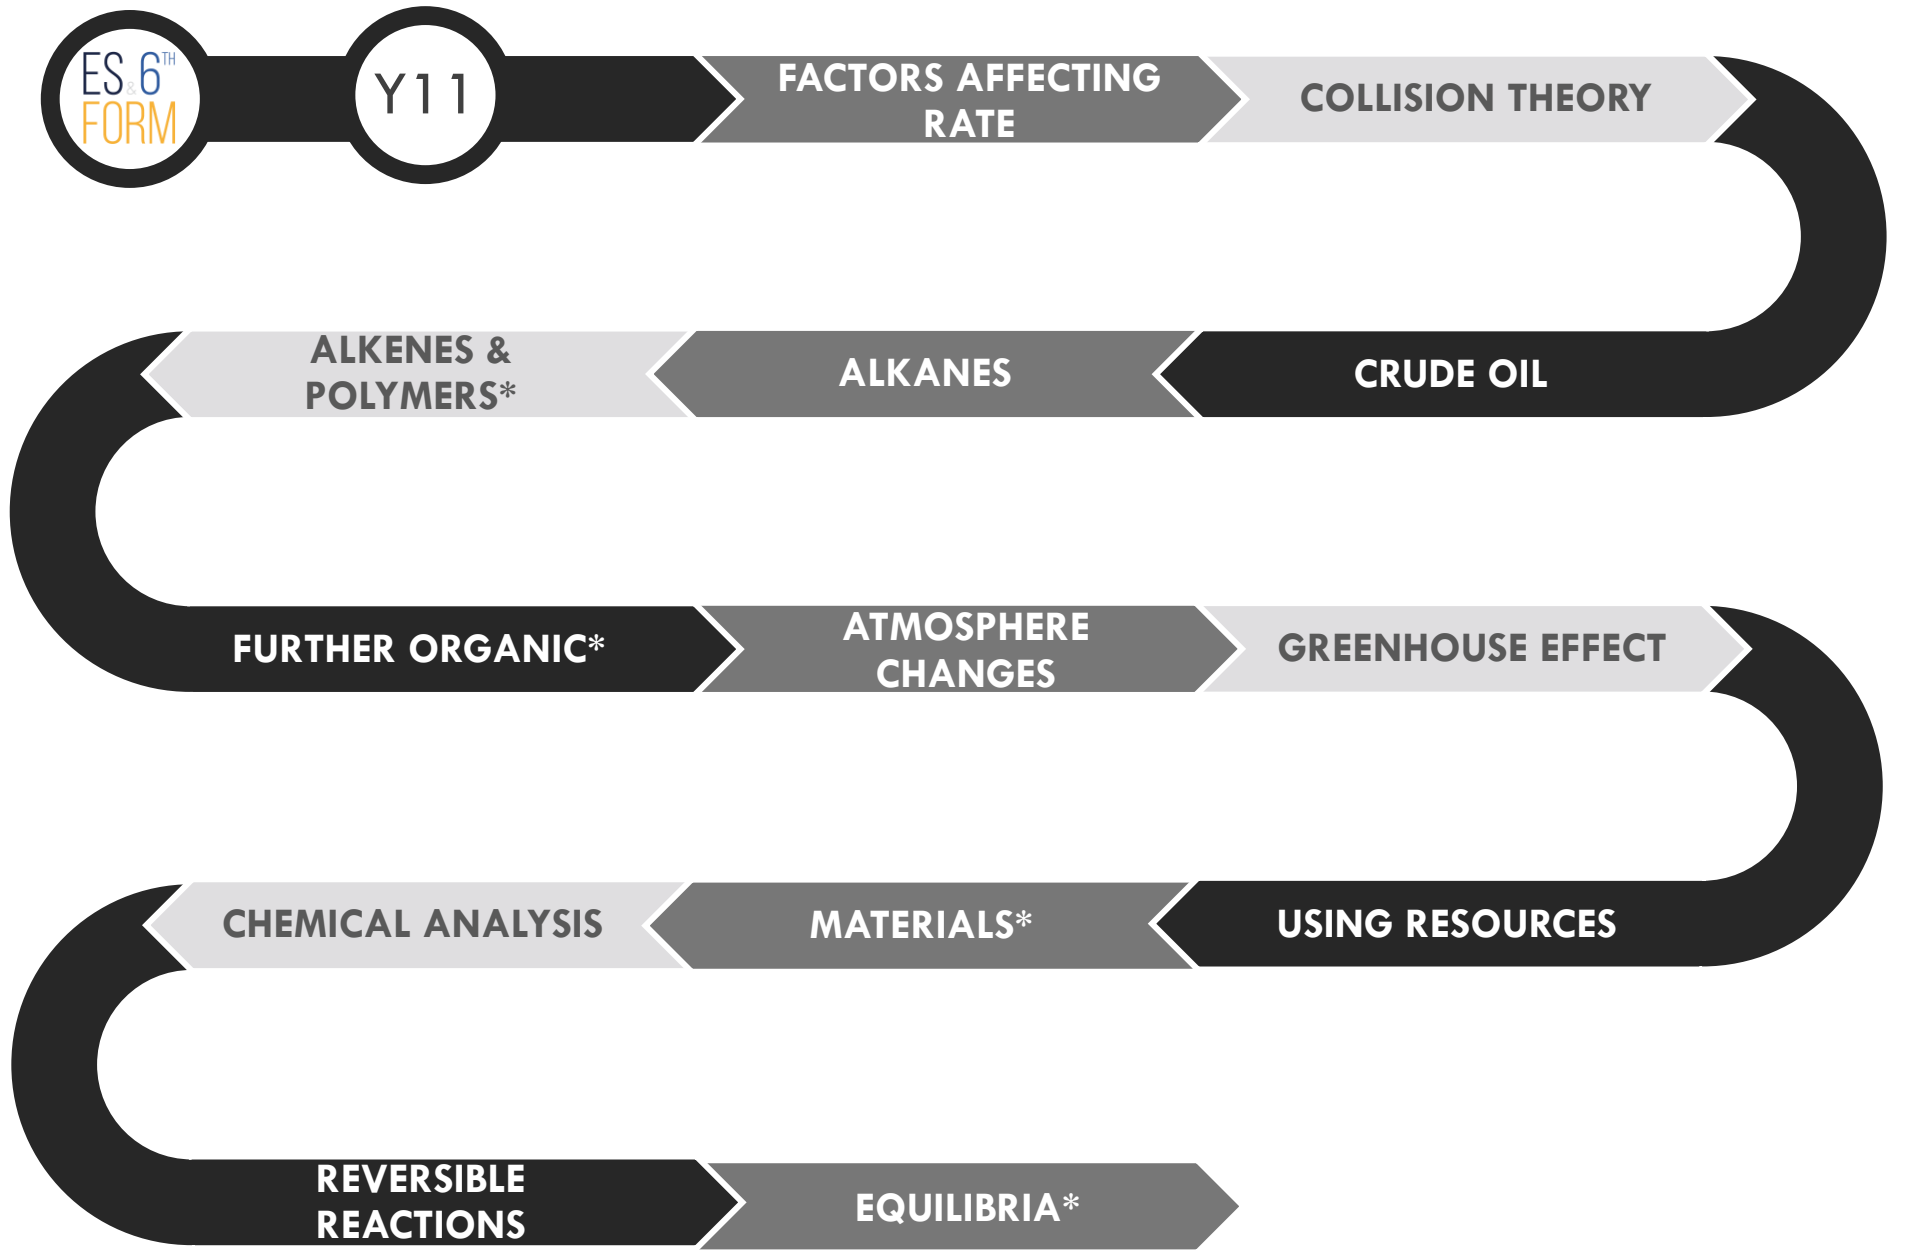 ES & 6TH
FORM
Y11
FACTORS AFFECTING
RATE
COLLISION THEORY
CRUDE OIL
ALKANES
ALKENES &
POLYMERS*
FURTHER ORGANIC*
ATMOSPHERE
CHANGES
GREENHOUSE EFFECT
USING RESOURCES
MATERIALS*
CHEMICAL ANALYSIS
REVERSIBLE
REACTIONS
EQUILIBRIA*